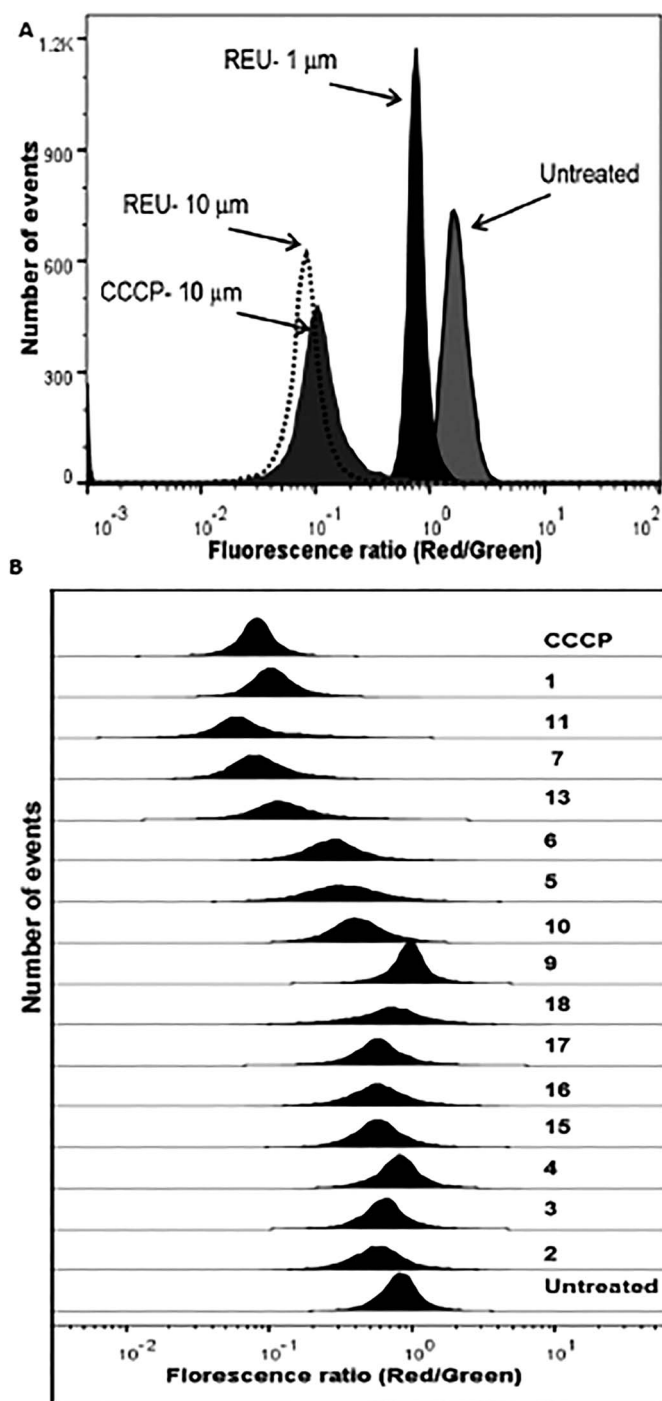 A
1.2K
REU- 1 μm
900
Untreated
REU- 10 μm
600
CCCP- 10 μm
300
0
Number of events
10-3 10-2 10-1 100 101 102
Fluorescence ratio (Red/Green)
B
CCCP
1
11
7
13
6
5
10
9
18
17
16
15
4
3
2
Untreated
Number of events
10-2 10-1 100 101
Florescence ratio (Red/Green)